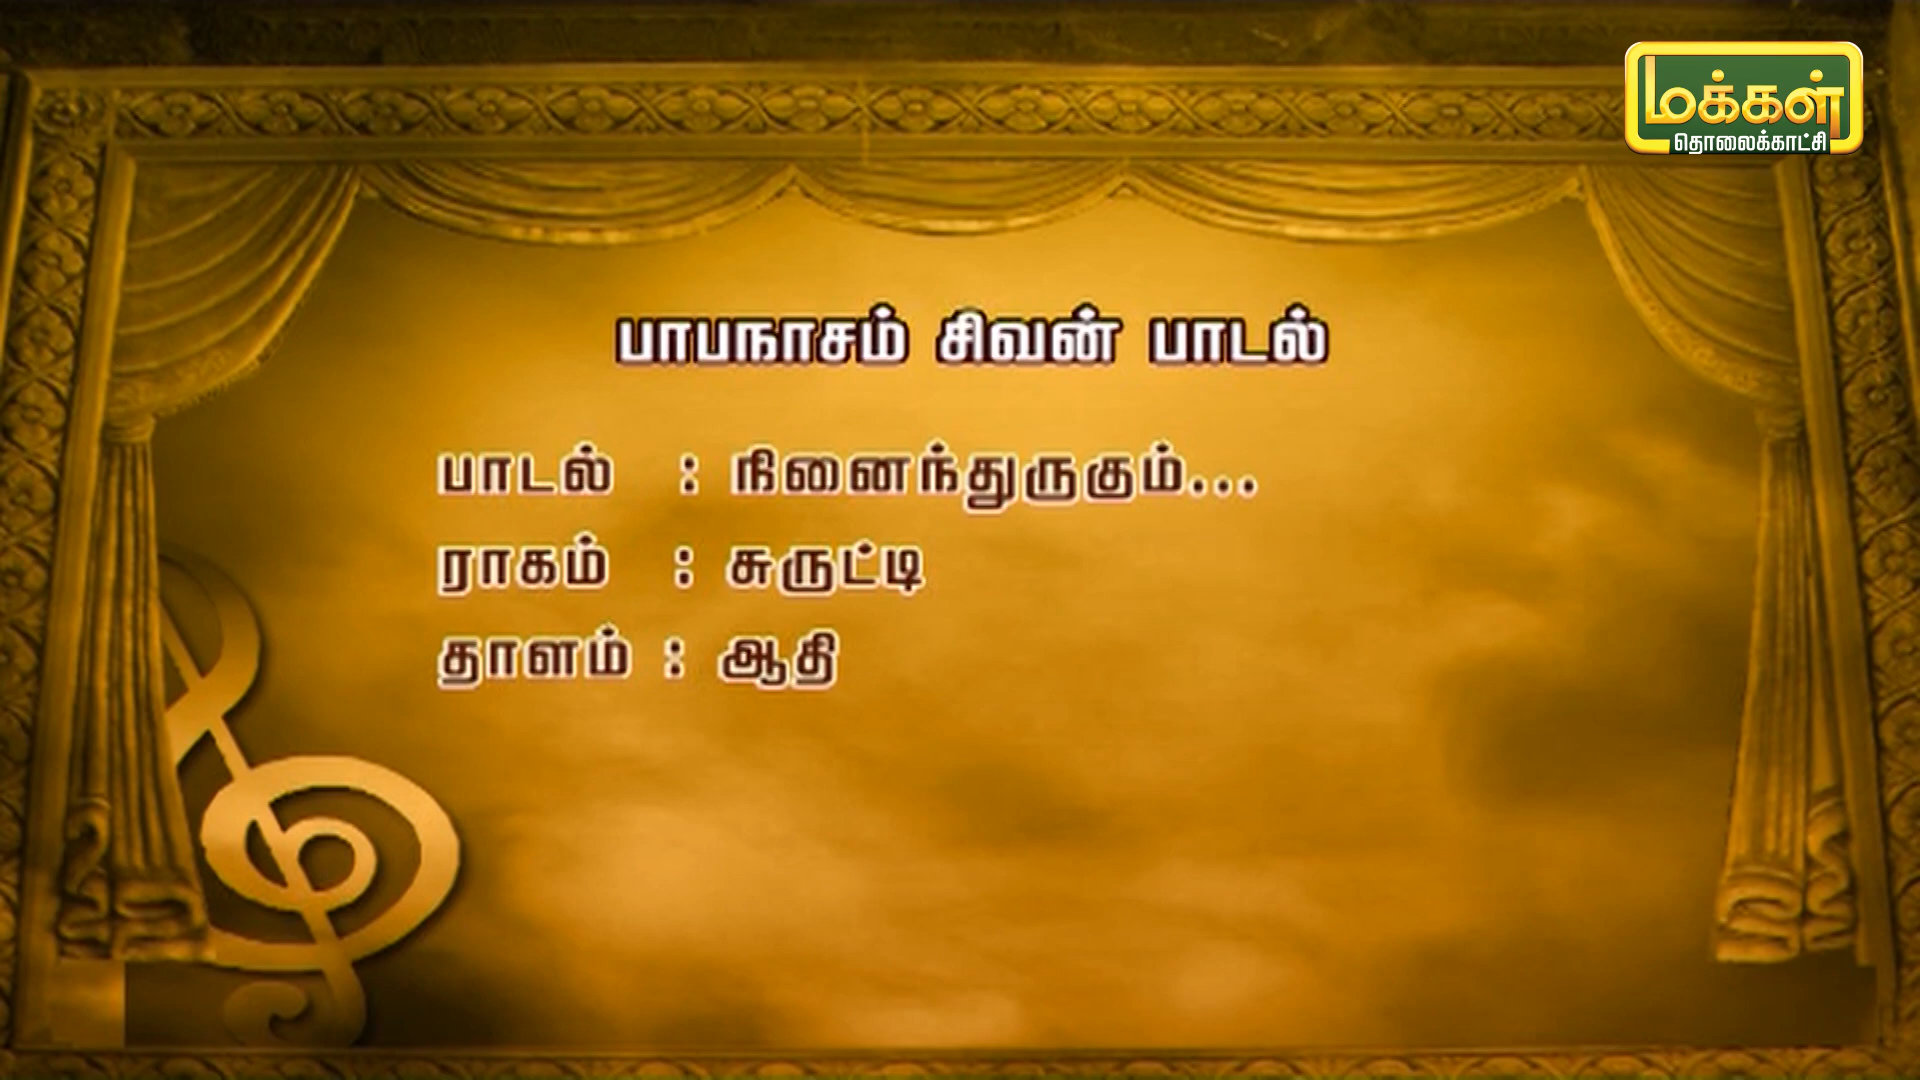 மக்கள்
தொலைக்காட்சி
பாபநாசம் சிவன் பாடல்
பாடல் : நினைந்துருகும்...
ராகம் : சுருட்டி
தாளம் : ஆதி